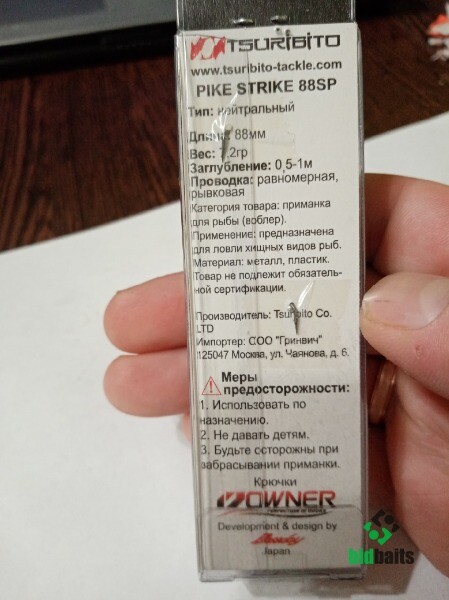 TSURIBITO
www.tsuribito-tackle.com
PIKE STRIKE 88SP
Тип: нейтральный
Длина: 88мм
Вес: .2гр
Заглубление: 0,5-1м
Проводка: равномерная,
рывковая
Категория товара: приманка
для рыбы (воблер).
Применение: предназначена
для ловли хищных видов рыб.
Материал: металл, пластик.
Товар не подлежит обязатель-
ной сертификации.
Производитель: Tsuribito Co.
LTD
Импортер: СОО "Гринвич"
125047 Москва, ул. Чаянова, д. 6.
Меры
предосторожности:
1. Использовать по
назначению.
2. Не давать детям.
3. Будьте осторожны при
забрасывании приманки.
Крючки
OWNER
Development & design by
Japan
bidbaits